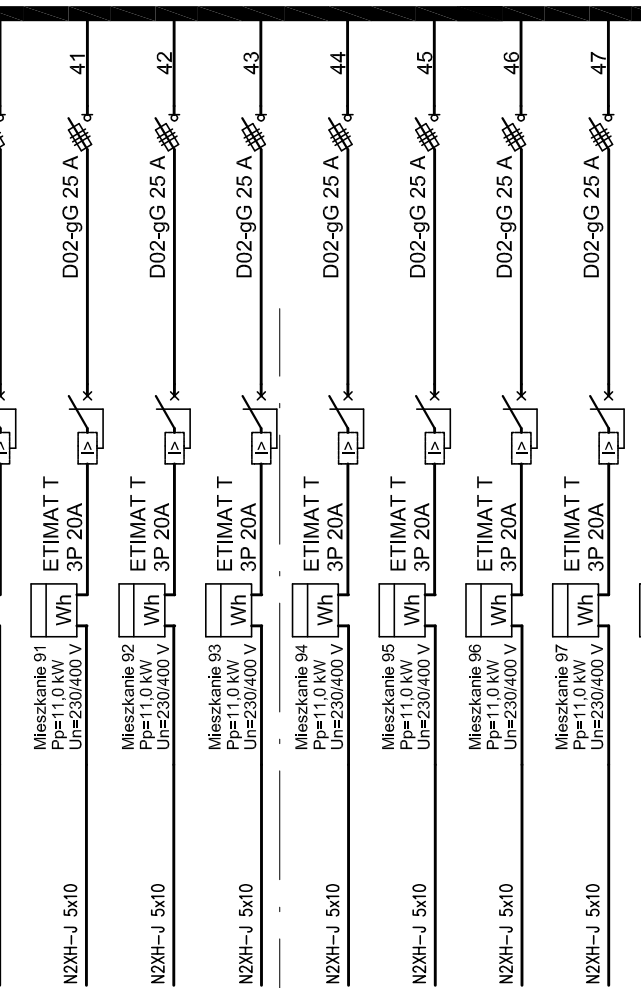 41
D02-gG 25 A
I>
ETIMAT T
3P 20A
Wh
Mieszkanie 91
Pp=11,0 kW
Un=230/400 V
N2XH-J 5x10
42
D02-gG 25 A
I>
ETIMAT T
3P 20A
Wh
Mieszkanie 92
Pp=11,0 kW
Un=230/400 V
N2XH-J 5x10
43
D02-gG 25 A
I>
ETIMAT T
3P 20A
Wh
Mieszkanie 93
Pp=11,0 kW
Un=230/400 V
N2XH-J 5x10
44
D02-gG 25 A
I>
ETIMAT T
3P 20A
Wh
Mieszkanie 94
Pp=11,0 kW
Un=230/400 V
N2XH-J 5x10
45
D02-gG 25 A
I>
ETIMAT T
3P 20A
Wh
Mieszkanie 95
Pp=11,0 kW
Un=230/400 V
N2XH-J 5x10
46
D02-gG 25 A
I>
ETIMAT T
3P 20A
Wh
Mieszkanie 96
Pp=11,0 kW
Un=230/400 V
N2XH-J 5x10
47
D02-gG 25 A
I>
ETIMAT T
3P 20A
Wh
Mieszkanie 97
Pp=11,0 kW
Un=230/400 V
N2XH-J 5x10
I>